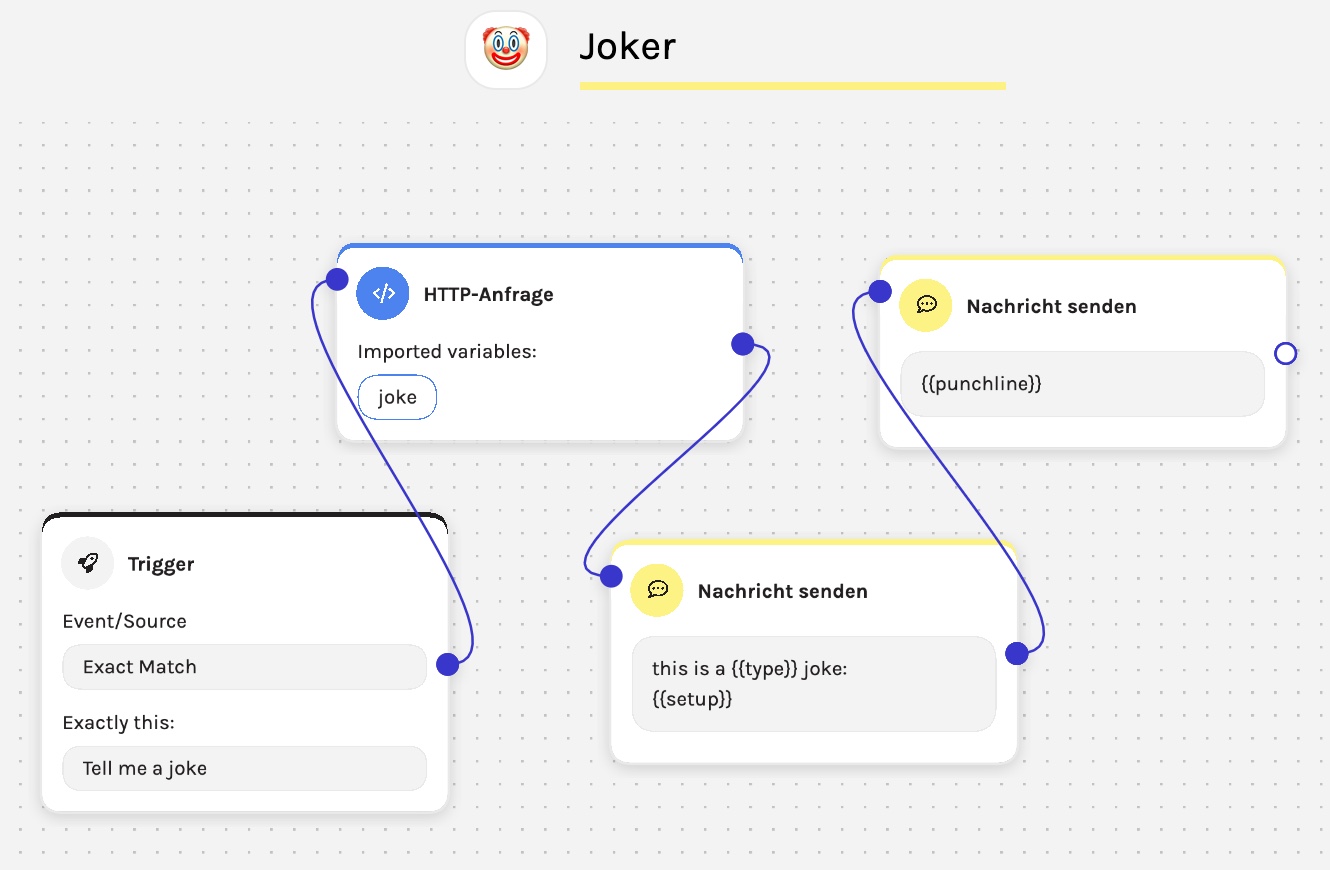 Joker
HTTP-Anfrage
Imported variables:
joke
Nachricht senden
{{punchline}}
Trigger
Event/Source
Exact Match
Exactly this:
Tell me a joke
Nachricht senden
this is a {{type}} joke:
{{setup}}